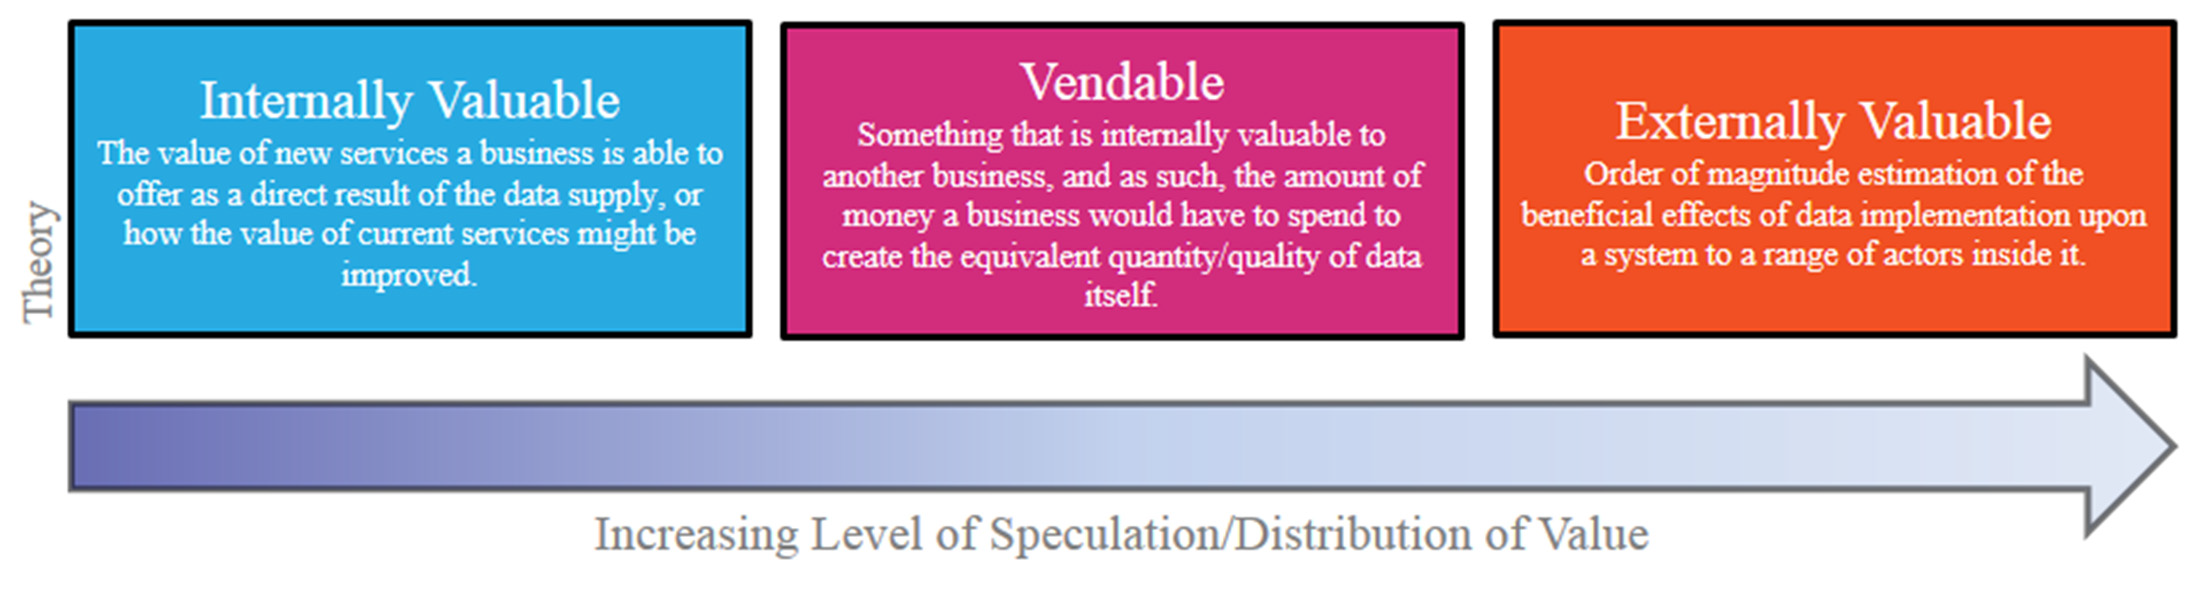 Theory
Internally Valuable
The value of new services a business is able to
offer as a direct result of the data supply, or
how the value of current services might be
improved.
Vendable
Something that is internally valuable to
another business, and as such, the amount of
money a business would have to spend to
create the equivalent quantity/quality of data
itself.
Externally Valuable
Order of magnitude estimation of the
beneficial effects of data implementation upon
a system to a range of actors inside it.
Increasing Level of Speculation/Distribution of Value